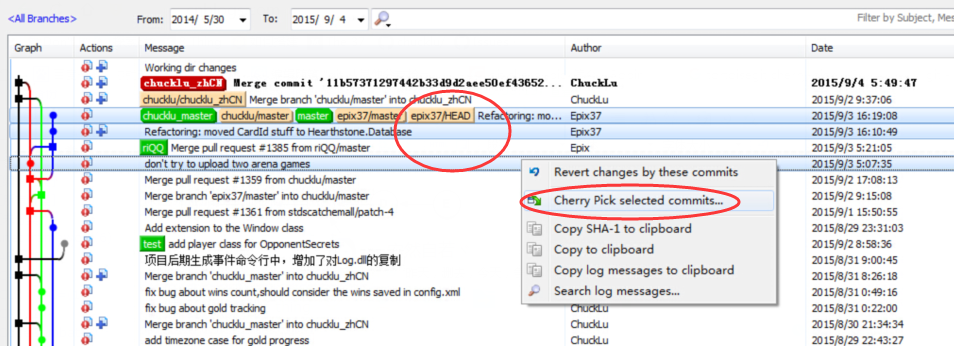 <All Branches> From: 2014/ 5/30 To: 2015/ 9/ 4 Filter by Subject, Mes
Graph Actions Message Author Date
Working dir changes
chucklu_zhCN Merge commit '11b57371297442b33d9d2aee50ef43652... ChuckLu 2015/9/4 5:49:47
chucklu/chucklu_zhCN Merge branch 'chucklu/master' into chucklu_zhCN ChuckLu 2015/9/2 9:37:06
chucklu_master chucklu/master master epix37/master epix37/HEAD Refactoring: mo... Epix37 2015/9/3 16:19:08
Refactoring: moved CardId stuff to Hearthstone.Database Epix37 2015/9/3 16:10:49
riQQ Merge pull request #1385 from riQQ/master Epix 2015/9/3 5:21:05
don't try to upload two arena games 2015/9/3 5:07:35
Revert changes by these commits
Merge pull request #1359 from chucklu/master 2015/9/2 17:08:13
Merge branch 'epix37/master' into chucklu/master 2015/9/2 9:15:08
Cherry Pick selected commits...
Merge pull request #1361 from stdscatchemall/patch-4 2015/9/1 15:50:55
Add extension to the Window class 2015/8/29 23:31:03
Copy SHA-1 to clipboard
test add player class for OpponentSecrets 2015/9/2 8:58:36
Copy to clipboard
项目后期生成事件命令行中，增加了对Log.dll的复制 2015/8/31 9:00:45
Copy log messages to clipboard
Merge branch 'chucklu_master' into chucklu_zhCN 2015/8/31 8:26:18
Search log messages...
fix bug about wins count,should consider the wins saved in config.xml 2015/8/31 0:49:16
fix bug about gold tracking ChuckLu 2015/8/31 0:22:00
Merge branch 'chucklu_master' into chucklu_zhCN ChuckLu 2015/8/30 21:34:34
add timezone case for gold progress ChuckLu 2015/8/29 22:43:27